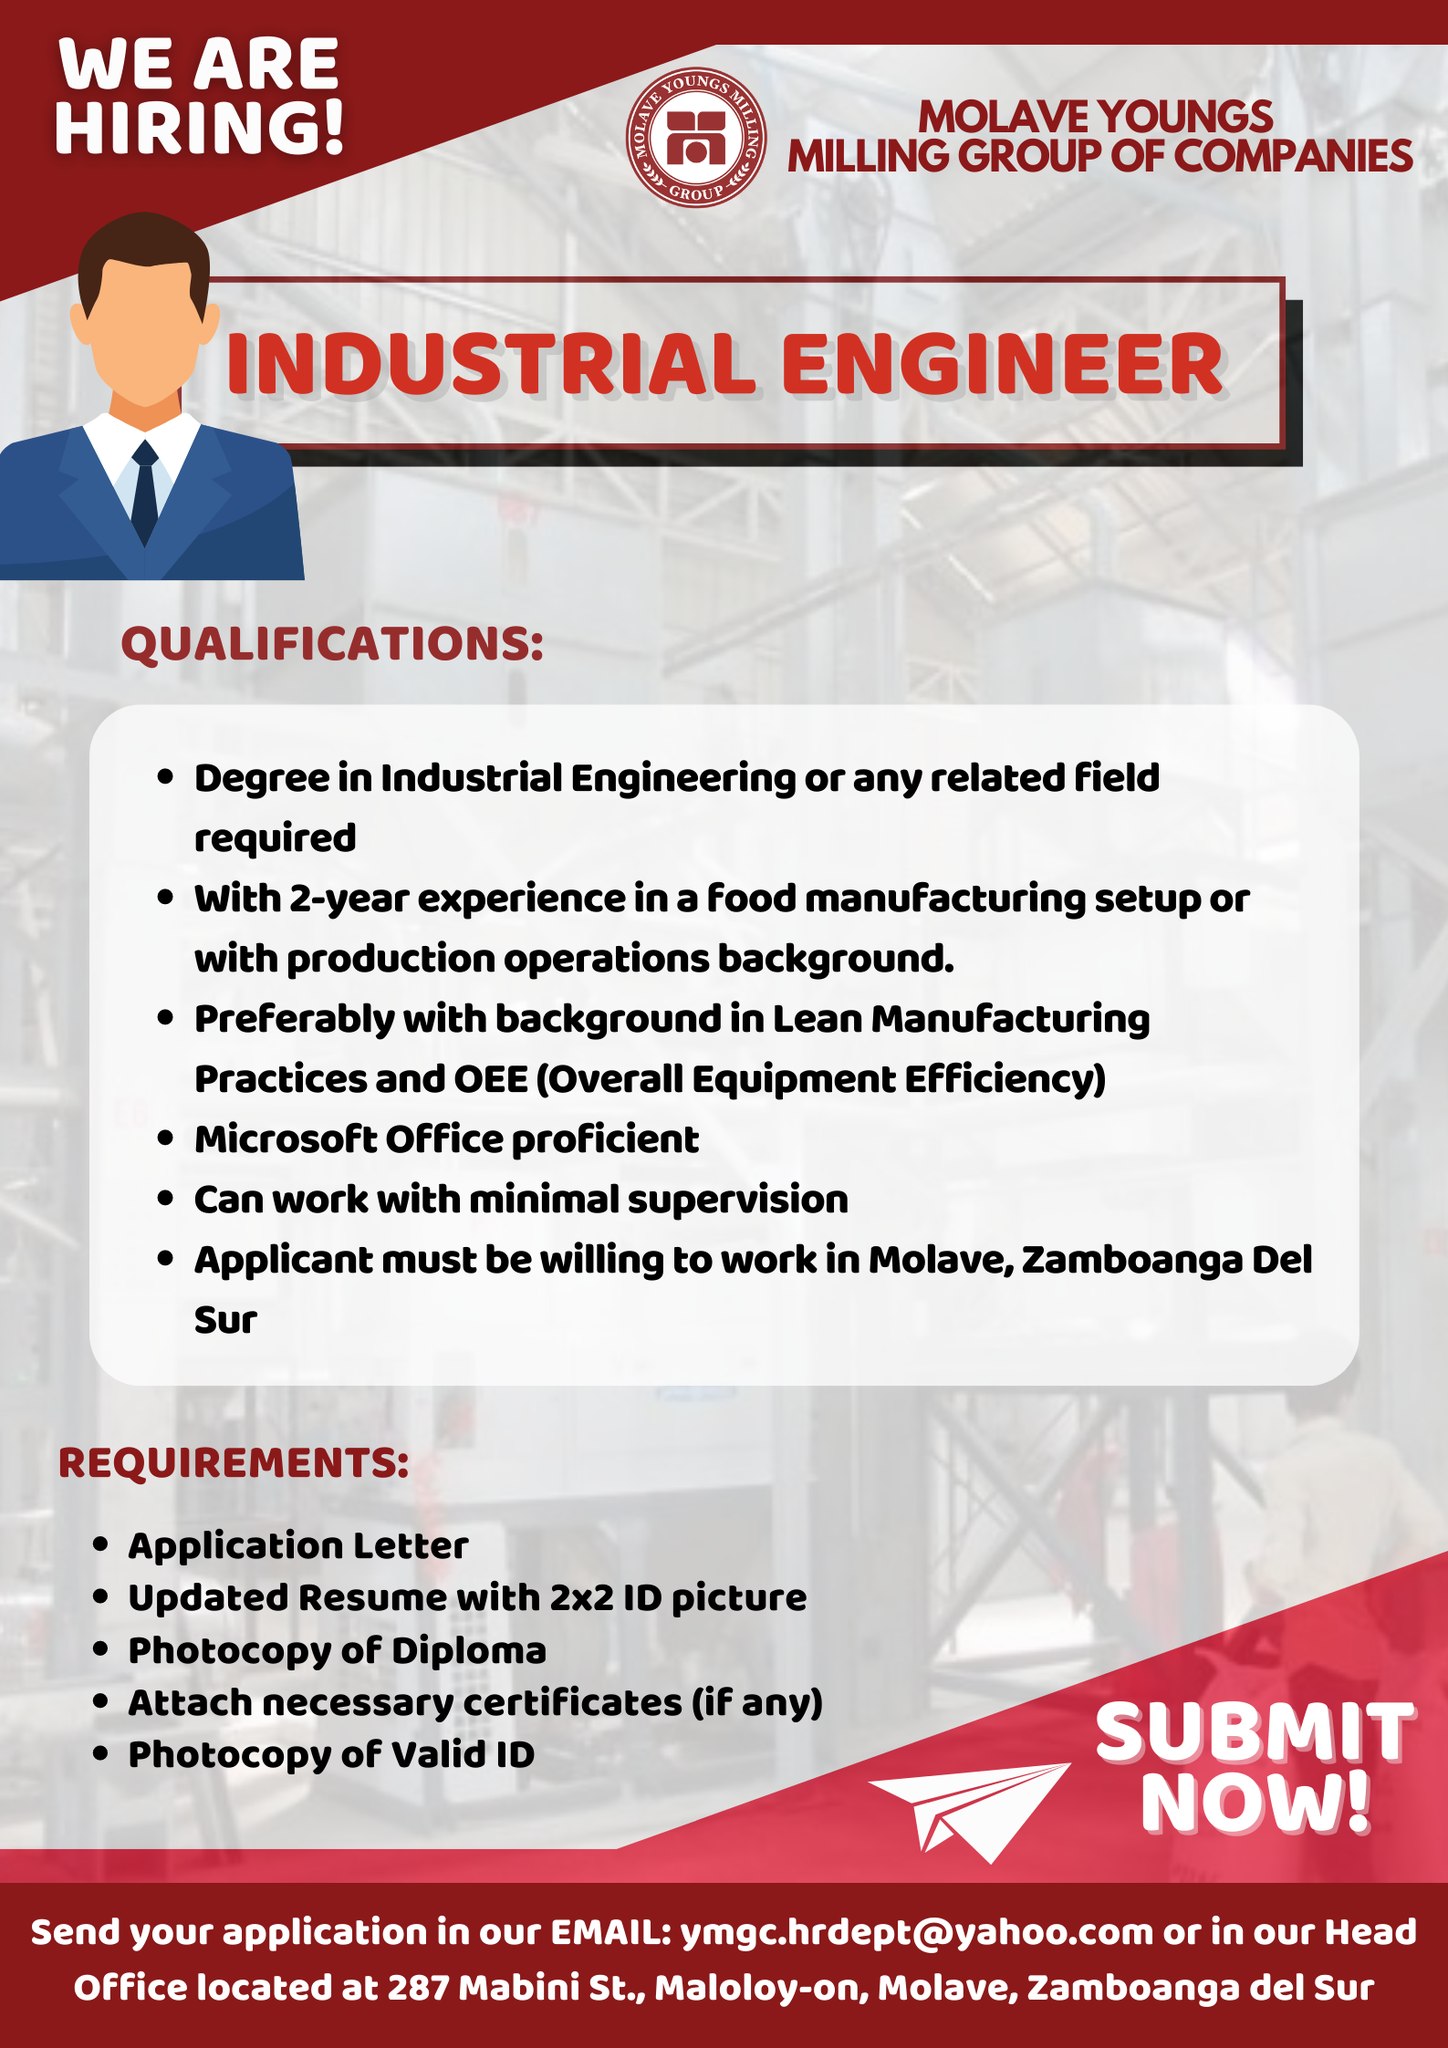 WE ARE
HIRING!
MOLAVE YOUNGS MILLING
GROUP
MOLAVE YOUNGS
MILLING GROUP OF COMPANIES
INDUSTRIAL ENGINEER
QUALIFICATIONS:
• Degree in Industrial Engineering or any related field
required
• With 2-year experience in a food manufacturing setup or
with production operations background.
• Preferably with background in Lean Manufacturing
Practices and OEE (Overall Equipment Efficiency)
• Microsoft Office proficient
• Can work with minimal supervision
• Applicant must be willing to work in Molave, Zamboanga Del
Sur
REQUIREMENTS:
• Application Letter
• Updated Resume with 2x2 ID picture
• Photocopy of Diploma
• Attach necessary certificates (if any)
• Photocopy of Valid ID
SUBMIT
NOW!
Send your application in our EMAIL: ymgc.hrdept@yahoo.com or in our Head
Office located at 287 Mabini St., Maloloy-on, Molave, Zamboanga del Sur